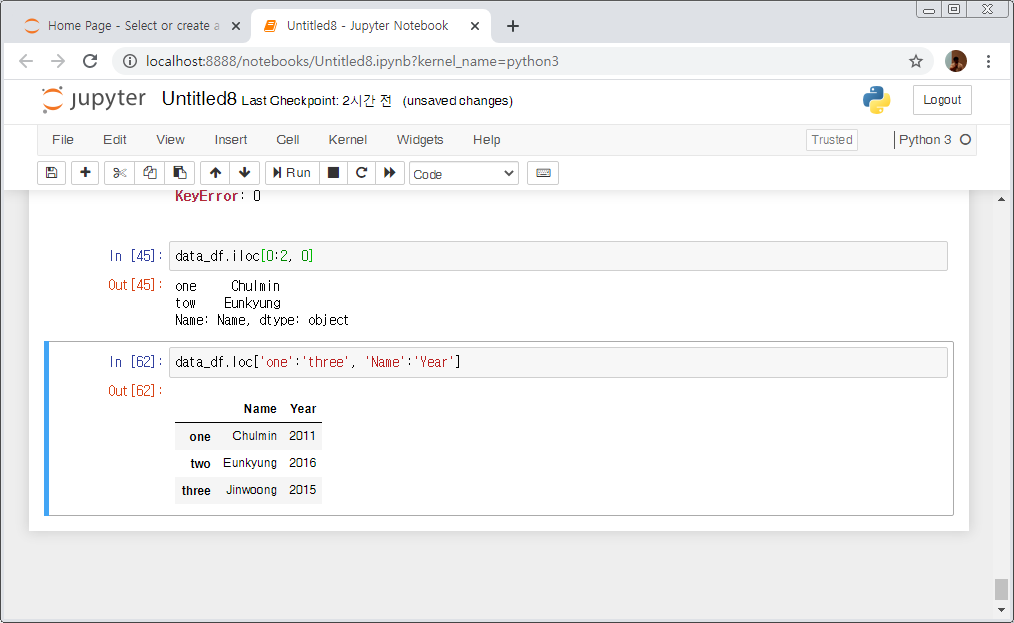 Home Page - Select or create a
Untitled8 - Jupyter Notebook
localhost:8888/notebooks/Untitled8.ipynb?kernel_name=python3
jupyter Untitled8 Last Checkpoint: 2시간 전 (unsaved changes) Logout
File Edit View Insert Cell Kernel Widgets Help Trusted Python 3
Run Code
KeyError: 0
In [45]: data_df.iloc[0:2, 0]
Out[45]: one Chulmin
tow Eunkyung
Name: Name, dtype: object
In [62]: data_df.loc['one':'three', 'Name':'Year']
Out[62]:
Name Year
one Chulmin 2011
two Eunkyung 2016
three Jinwoong 2015